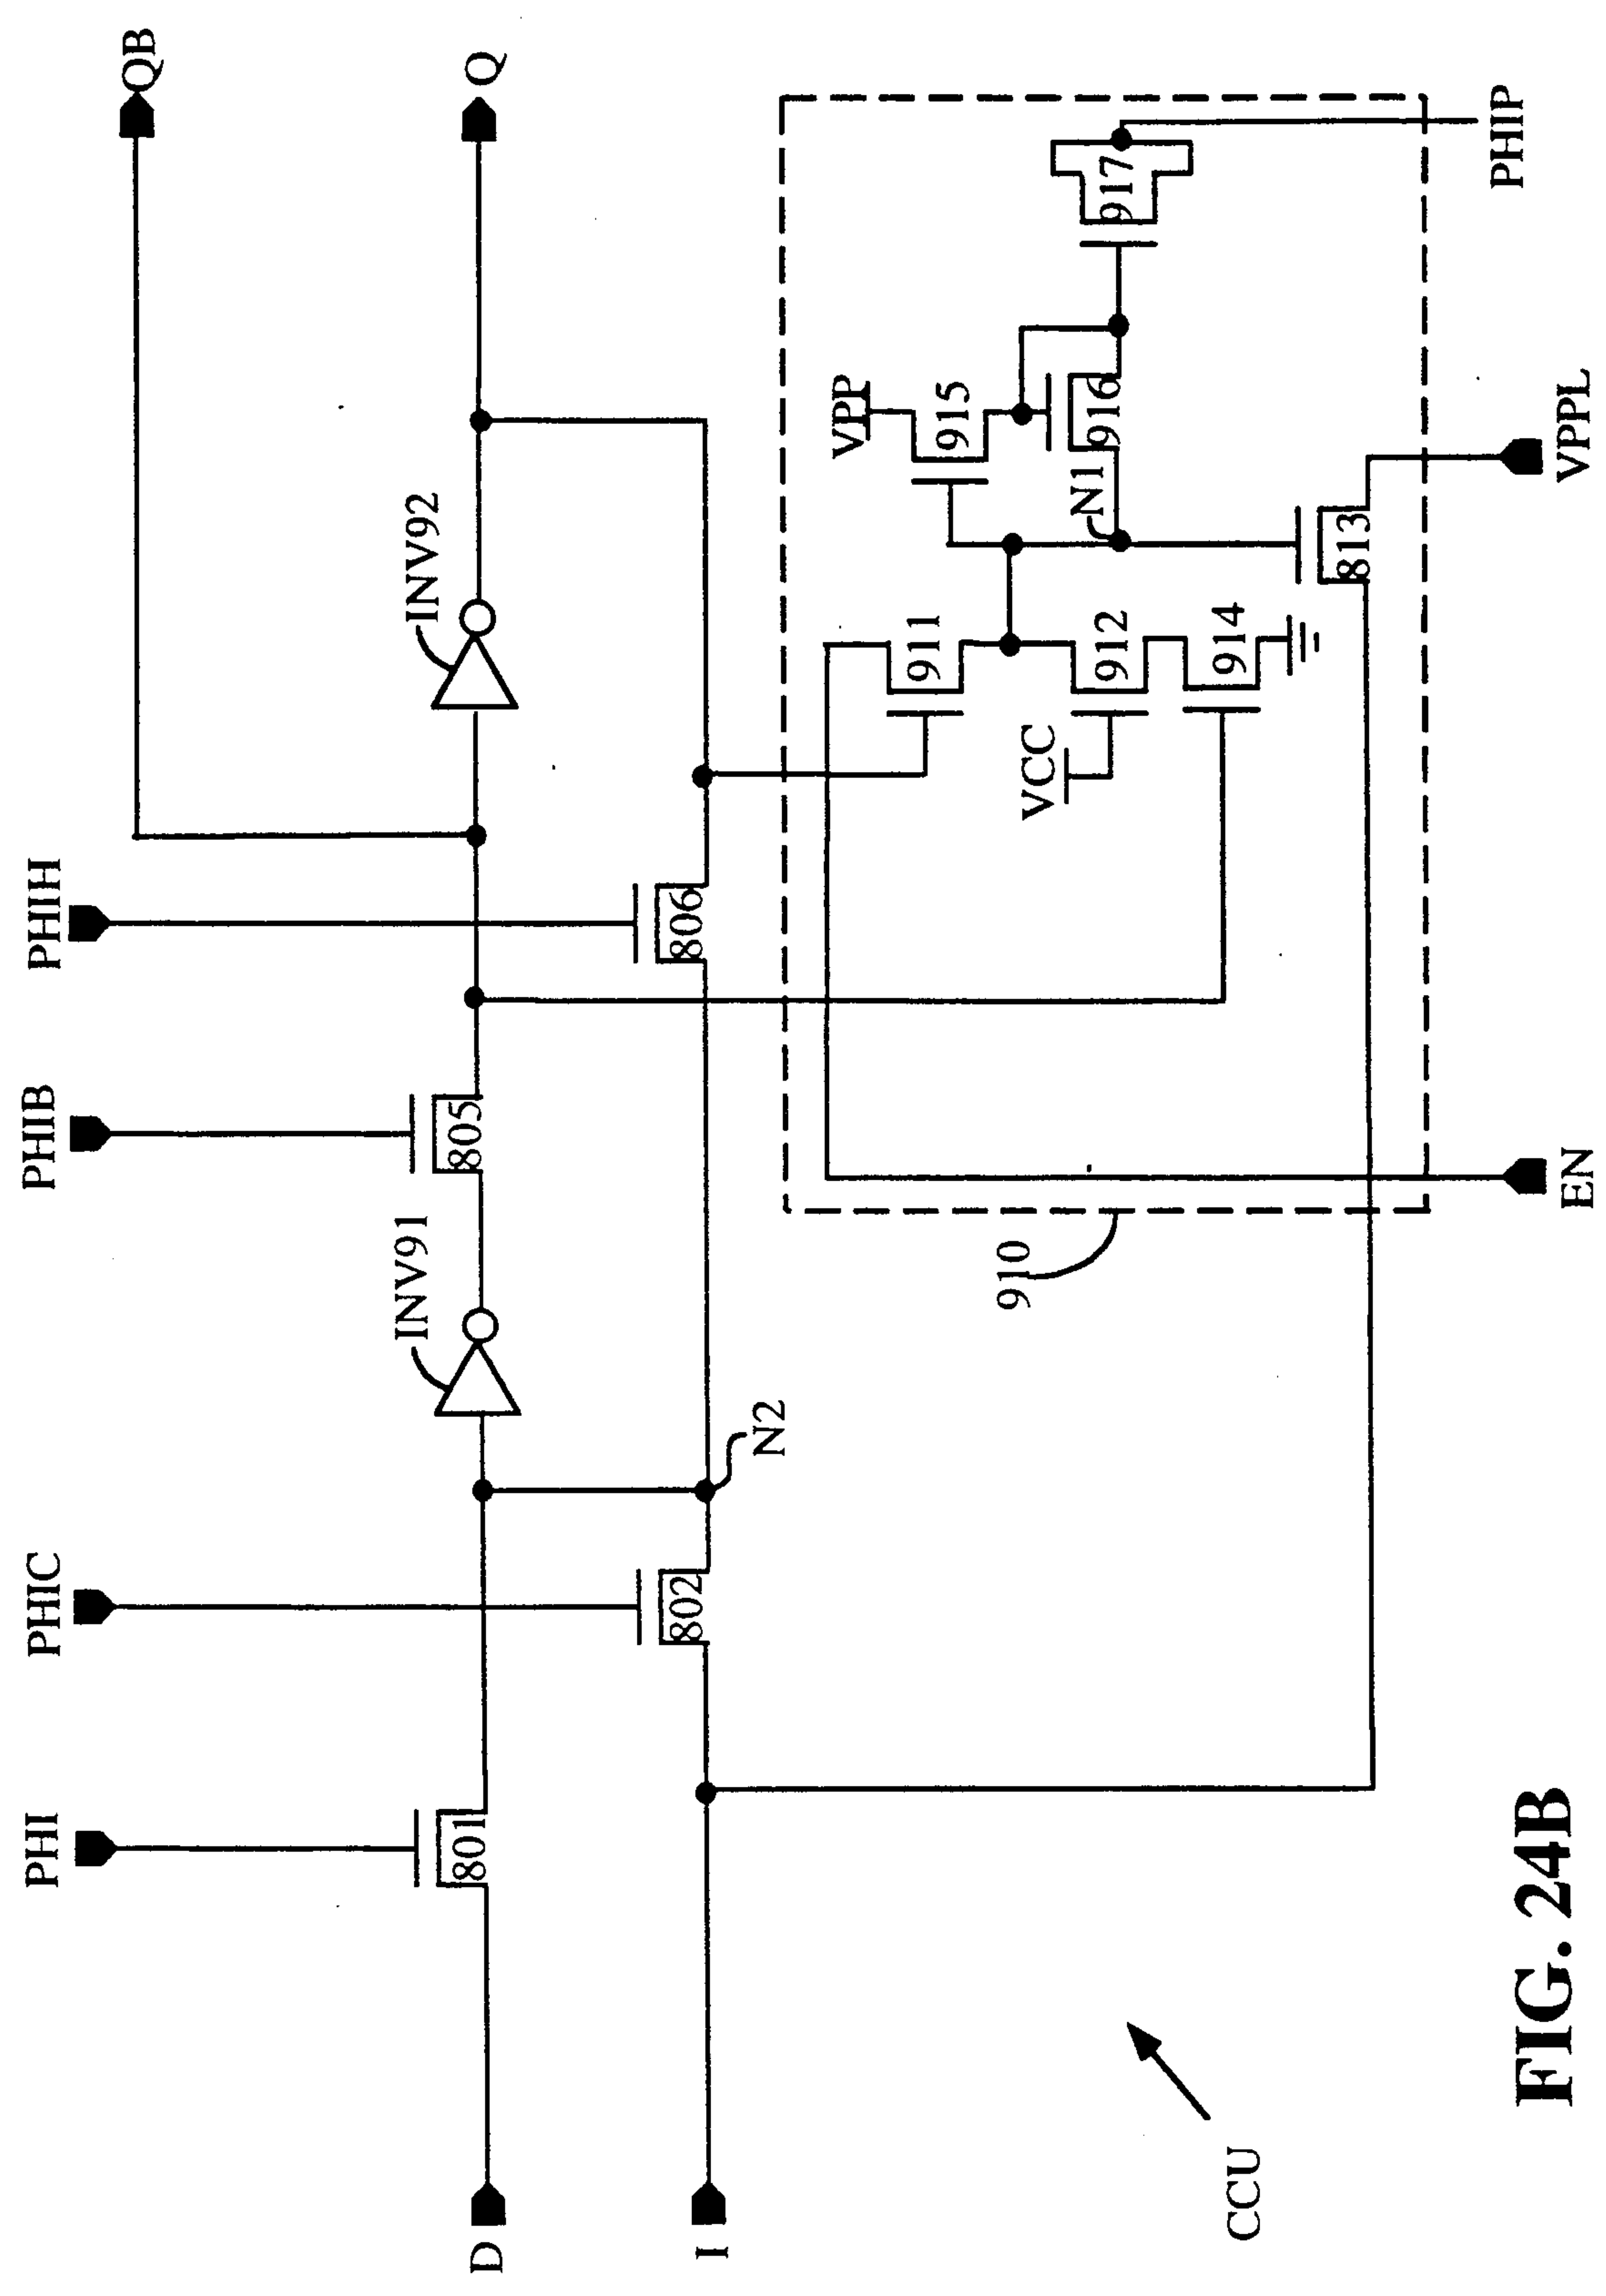 PHI
PHIC
PHIB
PHIH
QB
D
801
INV91
805
INV92
Q
I
802
N2
806
910
911
VCC
912
914
VPP
915
916
N1
917
813
CCU
EN
VPPL
PHIP
FIG. 24B